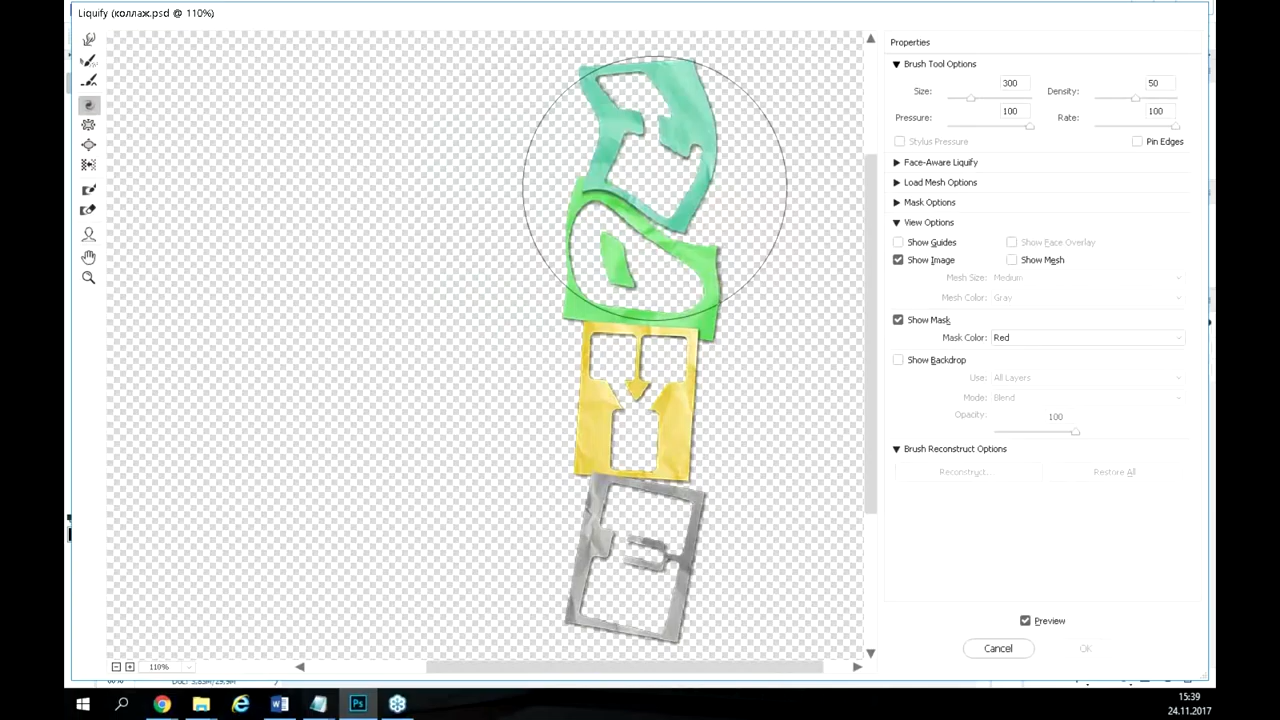 Liquify (коллаж.psd @ 110%)
Properties
Brush Tool Options
Size: 300 Density: 50
Pressure: 100 Rate: 100
Stylus Pressure Pin Edges
Face-Aware Liquify
Load Mesh Options
Mask Options
View Options
Show Guides Show Face Overlay
Show Image Show Mesh
Mesh Size: Medium
Mesh Color: Gray
Show Mask
Mask Color: Red
Show Backdrop
Use: All Layers
Mode: Blend
Opacity: 100
Brush Reconstruct Options
Reconstruct... Restore All
Preview
Cancel OK
110%
Ps
15:39
24.11.2017